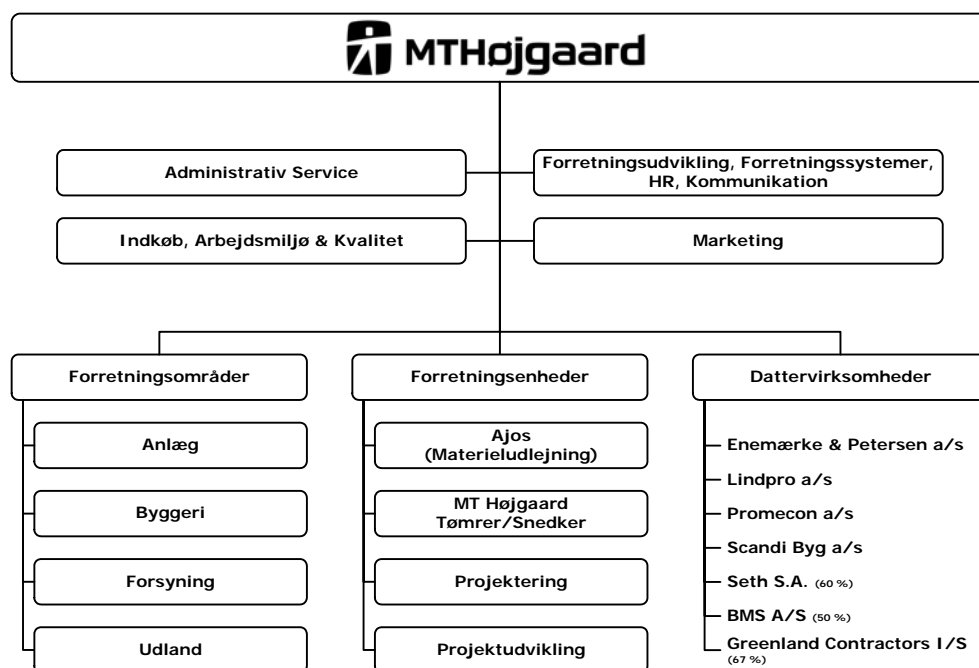 MTHøjgaard
Administrativ Service
Forretningsudvikling, Forretningssystemer,
HR, Kommunikation
Indkøb, Arbejdsmiljø & Kvalitet
Marketing
Forretningsområder
Anlæg
Byggeri
Forsyning
Udland
Forretningsenheder
Ajos
(Materieludlejning)
MT Højgaard
Tømrer/Snedker
Projektering
Projektudvikling
Dattervirksomheder
Enemærke & Petersen a/s
Lindpro a/s
Promecon a/s
Scandi Byg a/s
Seth S.A. (60 %)
BMS A/S (50 %)
Greenland Contractors I/S
(67 %)